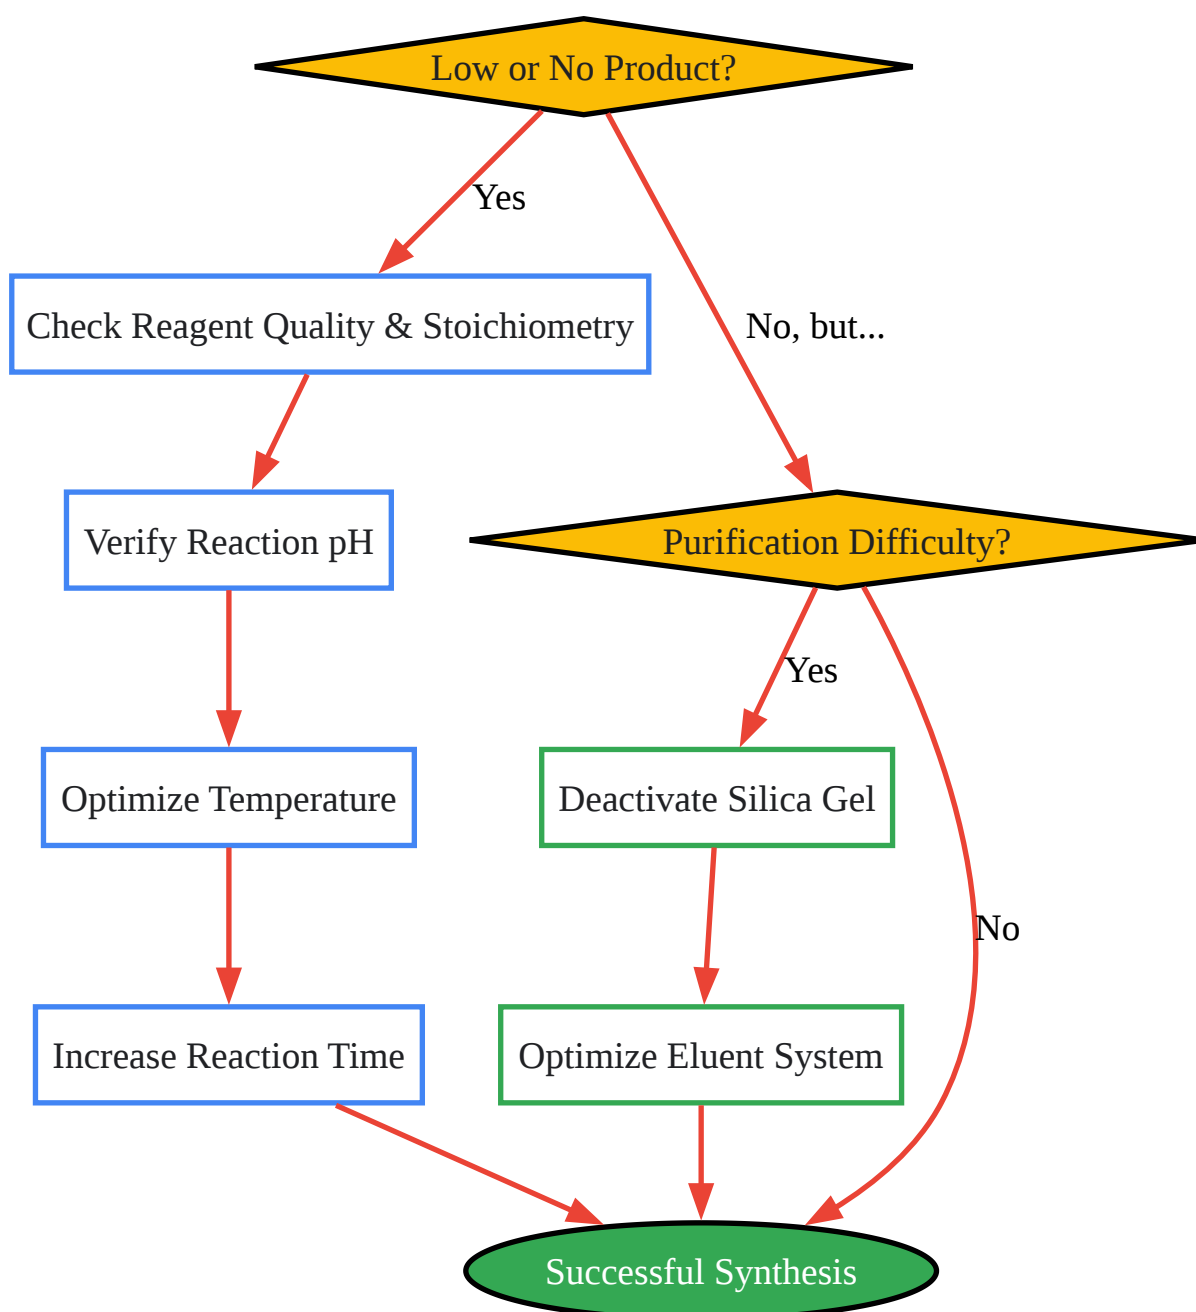 Low or No Product?
Yes
Check Reagent Quality & Stoichiometry
No, but...
Verify Reaction pH
Purification Difficulty?
Yes
Optimize Temperature
Deactivate Silica Gel
No
Increase Reaction Time
Optimize Eluent System
Successful Synthesis